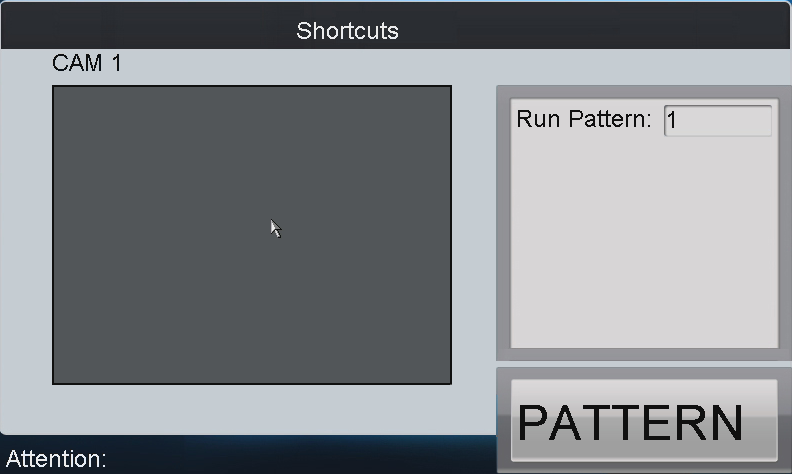 Shortcuts
CAM 1
Run Pattern: 1
PATTERN
Attention: